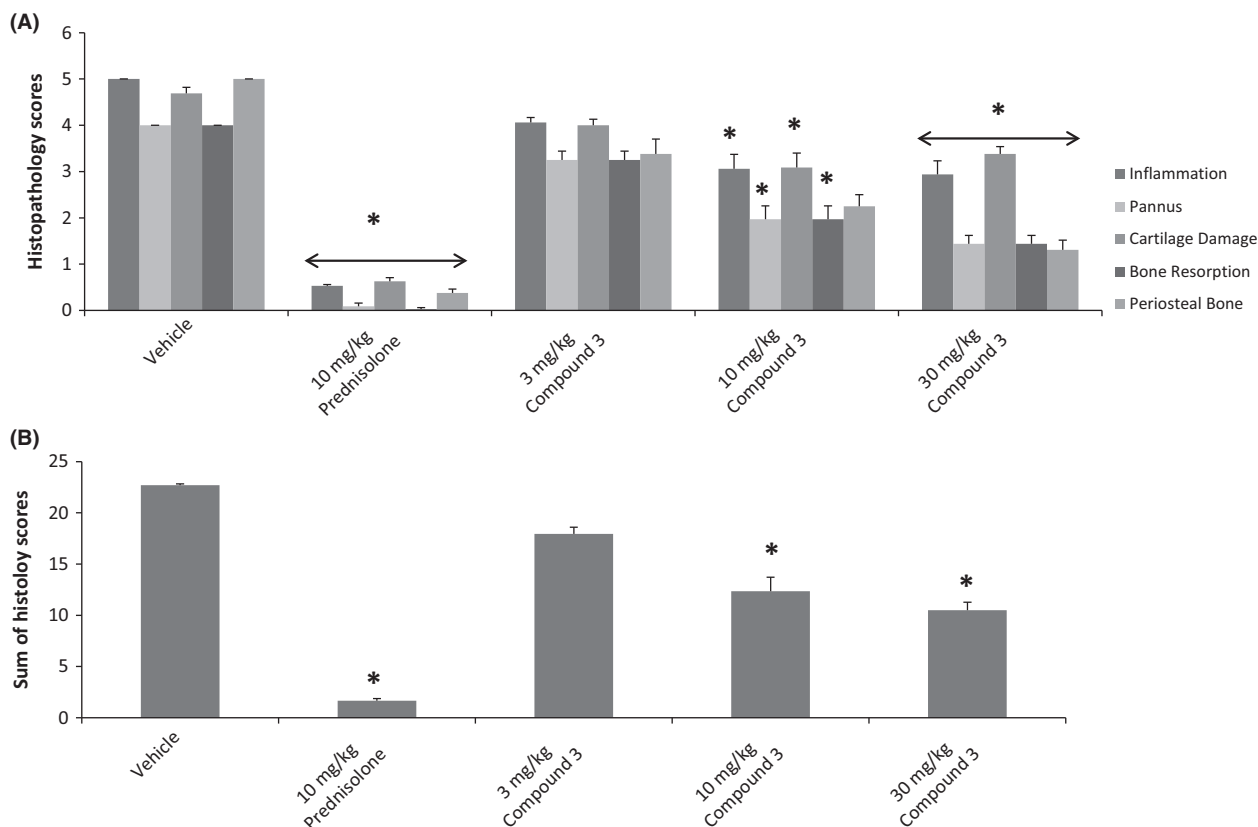 (A)
Histopathology scores
6
5
4
3
2
1
0
*
*
*
*
*
*
Vehicle
10 mg/kg
Prednisolone
3 mg/kg
Compound 3
10 mg/kg
Compound 3
30 mg/kg
Compound 3
Inflammation
Pannus
Cartilage Damage
Bone Resorption
Periosteal Bone
(B)
Sum of histoloy scores
25
20
15
10
5
0
*
*
*
Vehicle
10 mg/kg
Prednisolone
3 mg/kg
Compound 3
10 mg/kg
Compound 3
30 mg/kg
Compound 3